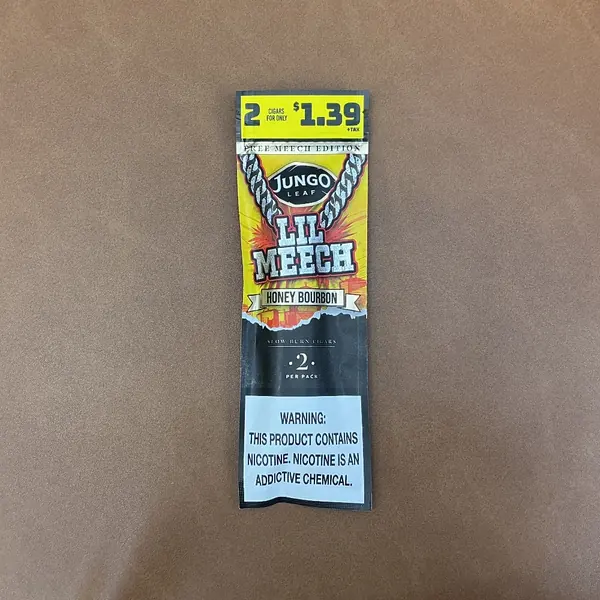 2 CIGARS FOR ONLY $1.39 +TAX
FREE MEECH EDITION
JUNGO
LEAF
LIL
MEECH
HONEY BOURBON
SLOW BURN CIGARS
·2·
PER PACK
WARNING:
THIS PRODUCT CONTAINS
NICOTINE. NICOTINE IS AN
ADDICTIVE CHEMICAL.